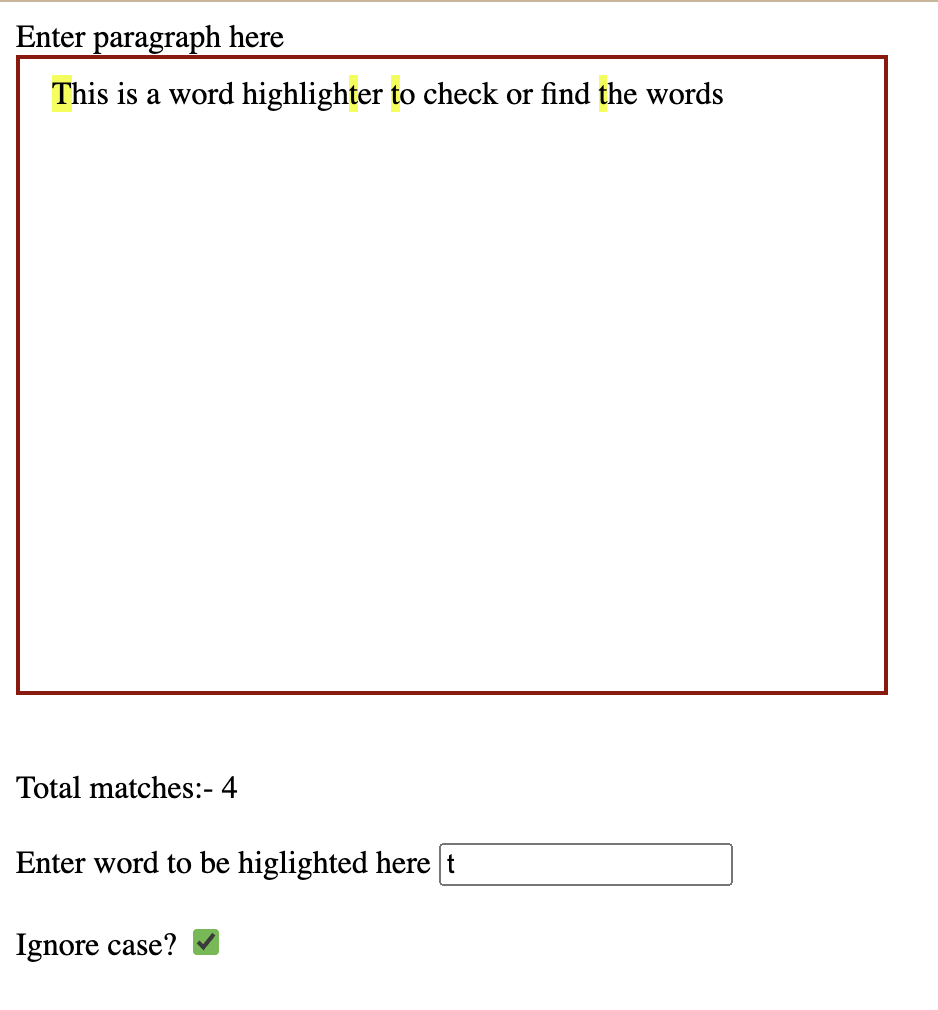 Enter paragraph here
This is a word highlighter to check or find the words
Total matches:- 4
Enter word to be higlighted here t
Ignore case?